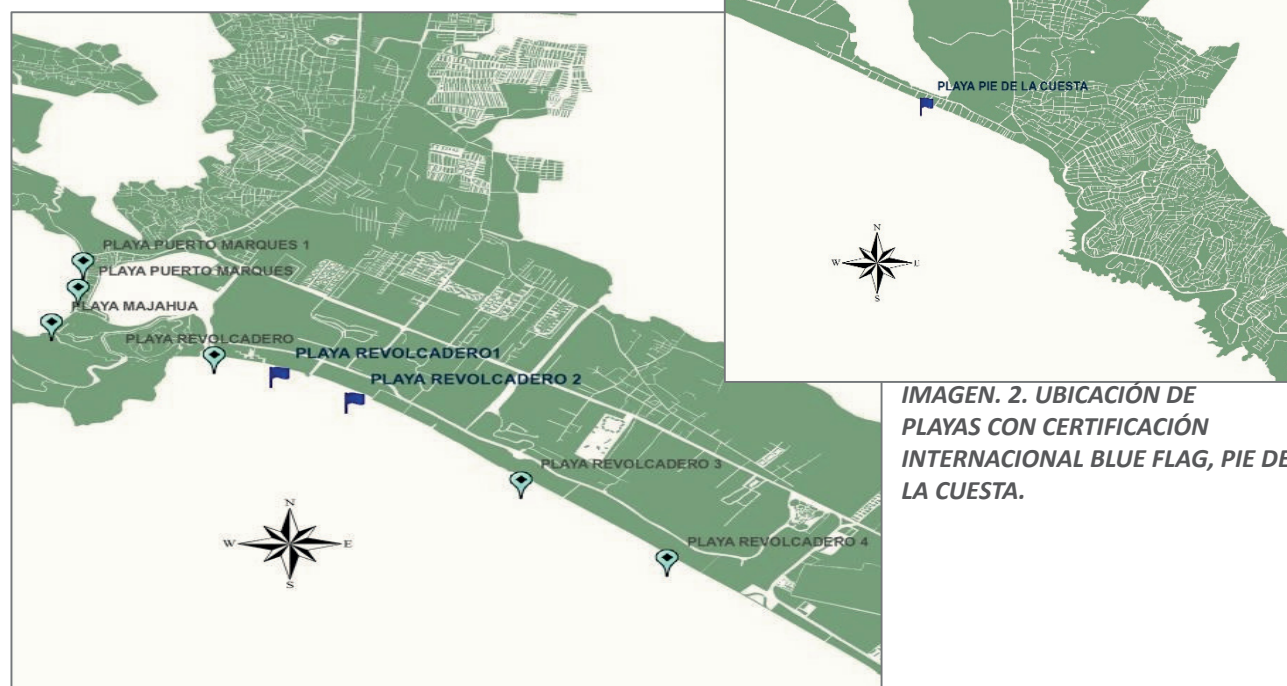 PLAYA PUERTO MARQUES 1
PLAYA PUERTO MARQUES
PLAYA MAJAHUA
PLAYA REVOLCADERO
PLAYA REVOLCADERO1
PLAYA REVOLCADERO 2
PLAYA REVOLCADERO 3
PLAYA REVOLCADERO 4
N
W E
S
PLAYA PIE DE LA CUESTA
N
W E
S
IMAGEN. 2. UBICACIÓN DE
PLAYAS CON CERTIFICACIÓN
INTERNACIONAL BLUE FLAG, PIE DE
LA CUESTA.